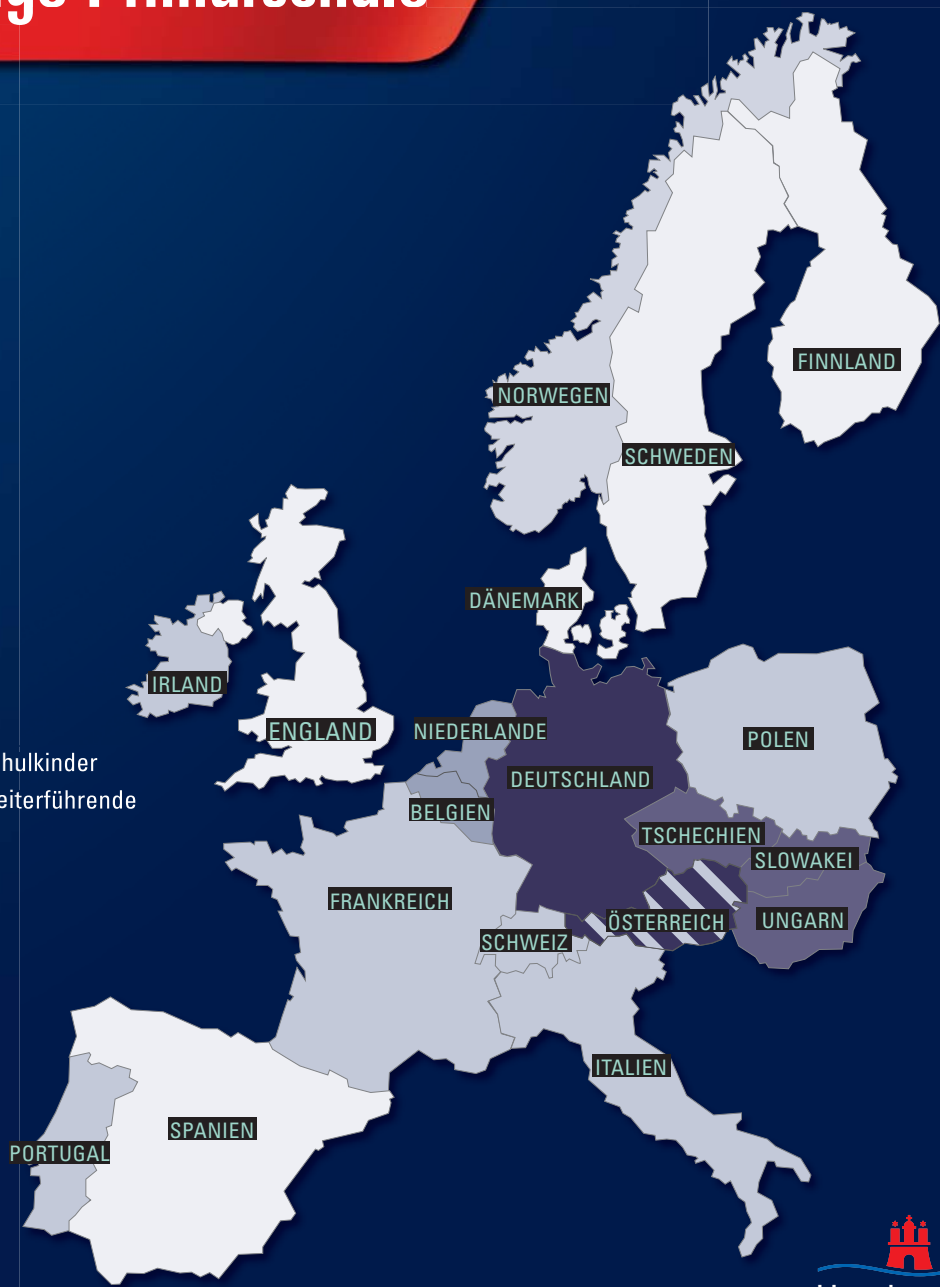 Primarschule
FINNLAND
NORWEGEN
SCHWEDEN
DÄNEMARK
IRLAND
ENGLAND
NIEDERLANDE
POLEN
hulkinder
DEUTSCHLAND
eiterführende
BELGIEN
TSCHECHIEN
SLOWAKEI
FRANKREICH
ÖSTERREICH
UNGARN
SCHWEIZ
ITALIEN
SPANIEN
PORTUGAL